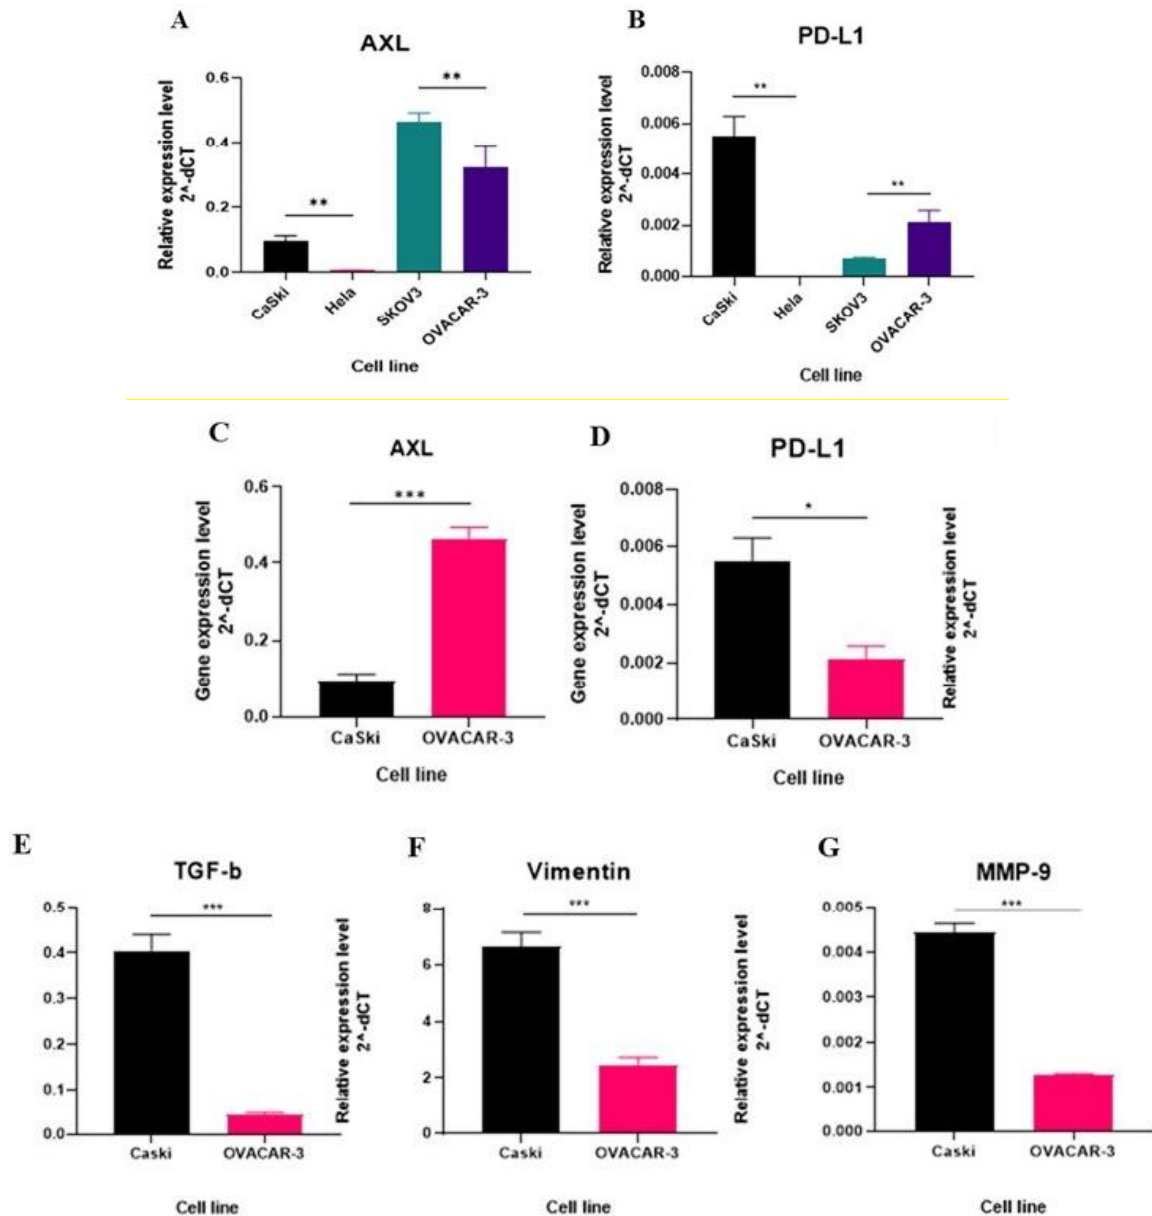 A
AXL
Relative expression level
2^-dCT
0.6
0.4
0.2
0.0
**
**
CaSki
Hela
SKOV3
OVACAR-3
Cell line
B
PD-L1
Relative expression level
2^-dCT
0.008
0.006
0.004
0.002
0.000
**
**
CaSki
Hela
SKOV3
OVACAR-3
Cell line
C
AXL
Gene expression level
2^-dCT
0.6
0.4
0.2
0.0
***
CaSki
OVACAR-3
Cell line
D
PD-L1
Gene expression level
2^-dCT
0.008
0.006
0.004
0.002
0.000
*
CaSki
OVACAR-3
Cell line
Relative expression level
2^-dCT
E
TGF-b
0.5
0.4
0.3
0.2
0.1
0.0
***
Caski
OVACAR-3
Cell line
F
Vimentin
Relative expression level
2^-dCT
8
6
4
2
0
***
Caski
OVACAR-3
Cell line
G
MMP-9
Relative expression level
2^-dCT
0.005
0.004
0.003
0.002
0.001
0.000
***
Caski
OVACAR-3
Cell line